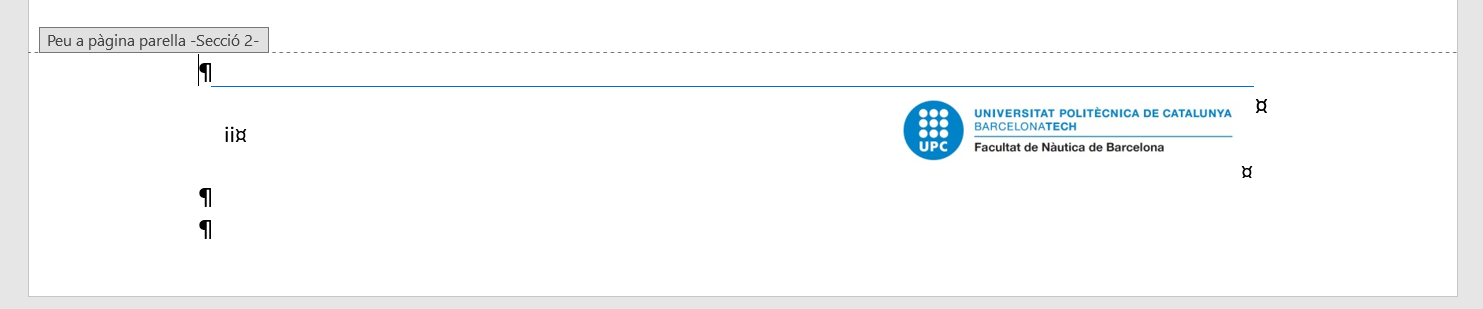 Peu a pàgina parella -Secció 2-
¶
UNIVERSITAT POLITÈCNICA DE CATALUNYA
¤
BARCELONATECH
ii¤
UPC
Facultat de Nàutica de Barcelona
¤
¶
¶